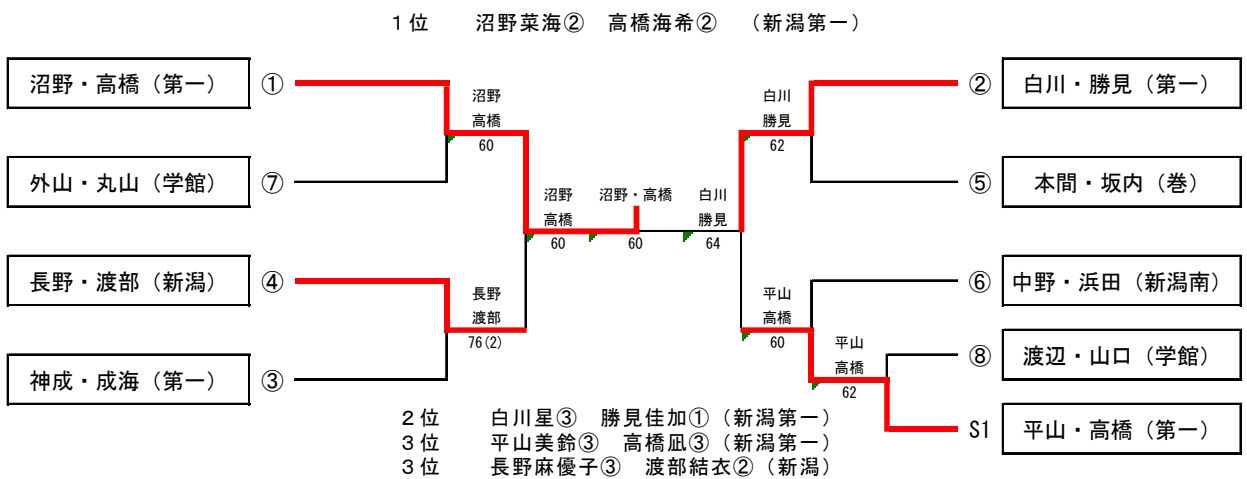 1位 沼野菜海② 高橋海希② （新潟第一）
沼野・高橋（第一） ①
② 白川・勝見（第一）
沼野
高橋
60
白川
勝見
62
外山・丸山（学館） ⑦
⑤ 本間・坂内（巻）
沼野
高橋
60
沼野・高橋
60
白川
勝見
64
長野・渡部（新潟） ④
⑥ 中野・浜田（新潟南）
長野
渡部
76(2)
平山
高橋
60
⑧ 渡辺・山口（学館）
神成・成海（第一） ③
平山
高橋
62
S1 平山・高橋（第一）
2位 白川星③ 勝見佳加①（新潟第一）
3位 平山美鈴③ 高橋凪③（新潟第一）
3位 長野麻優子③ 渡部結衣②（新潟）